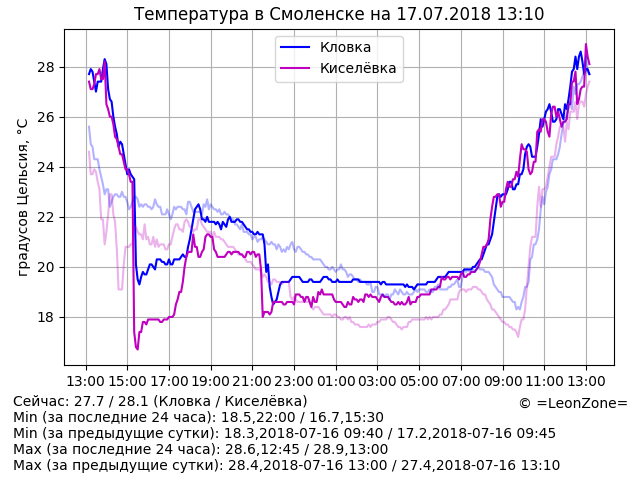 Температура в Смоленске на 17.07.2018 13:10
Кловка
Киселёвка
градусов Цельсия, °C
28
26
24
22
20
18
13:00 15:00 17:00 19:00 21:00 23:00 01:00 03:00 05:00 07:00 09:00 11:00 13:00
Сейчас: 27.7 / 28.1 (Кловка / Киселёвка)
© =LeonZone=
Min (за последние 24 часа): 18.5,22:00 / 16.7,15:30
Min (за предыдущие сутки): 18.3,2018-07-16 09:40 / 17.2,2018-07-16 09:45
Max (за последние 24 часа): 28.6,12:45 / 28.9,13:00
Max (за предыдущие сутки): 28.4,2018-07-16 13:00 / 27.4,2018-07-16 13:10